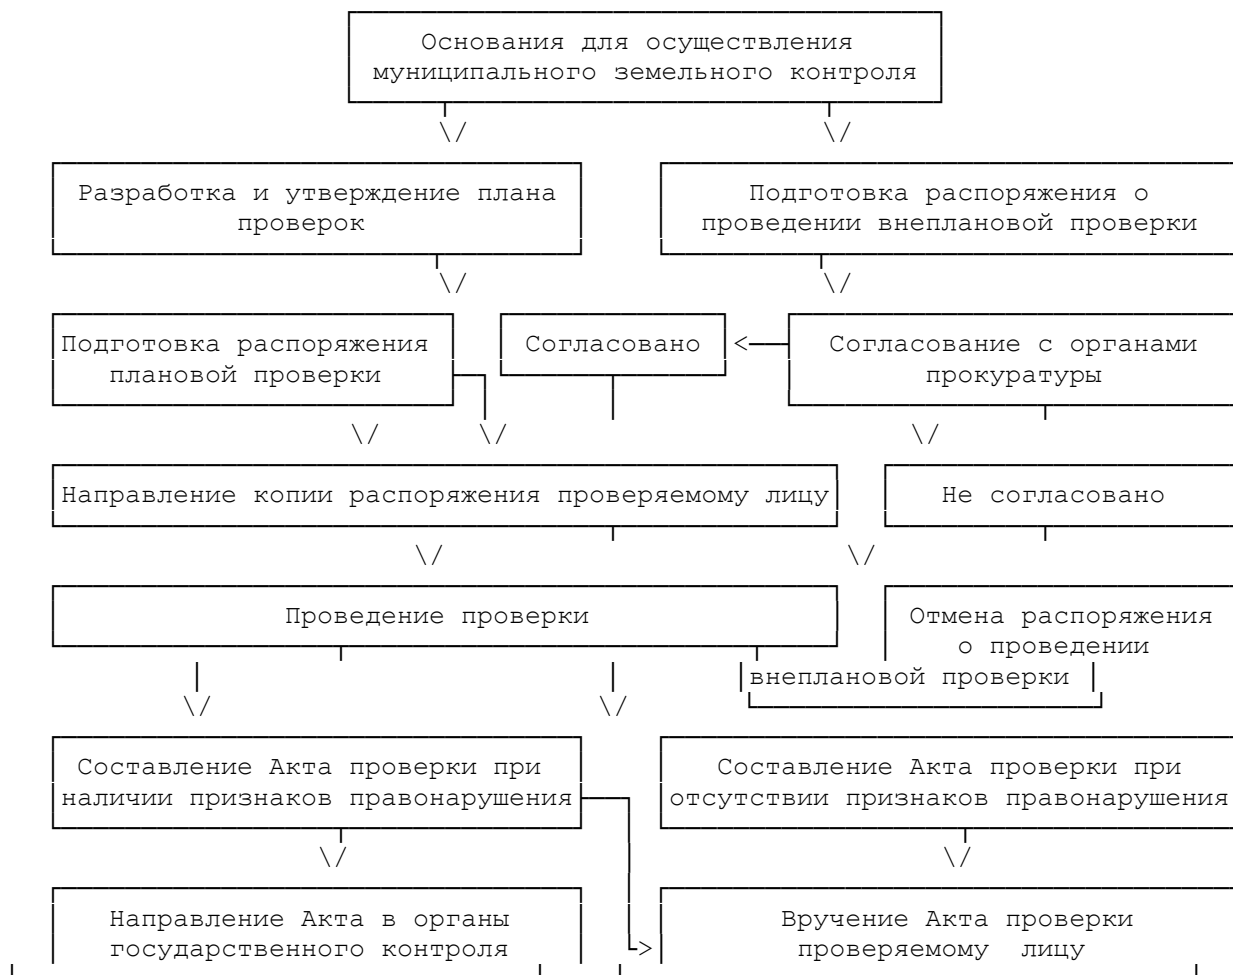 Основания для осуществления
муниципального земельного контроля
Разработка и утверждение плана
проверок
Подготовка распоряжения о
проведении внеплановой проверки
Подготовка распоряжения
плановой проверки
Согласовано
Согласование с органами
прокуратуры
Направление копии распоряжения проверяемому лицу
Не согласовано
Проведение проверки
Отмена распоряжения
о проведении
внеплановой проверки
Составление Акта проверки при
наличии признаков правонарушения
Составление Акта проверки при
отсутствии признаков правонарушения
Направление Акта в органы
государственного контроля
Вручение Акта проверки
проверяемому лицу